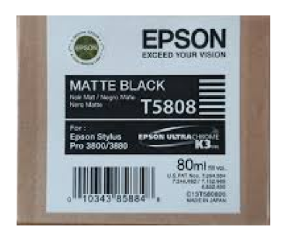 EPSON
EPSON
EXCEED YOUR VISION
MATTE BLACK
Noir Mat / Negro Mate
Nero Matte
T5808
For :
Epson Stylus
Pro 3800/3880
EPSON ULTRACHROME
K3
80ml
0 10343 85884 8
MADE IN JAPAN